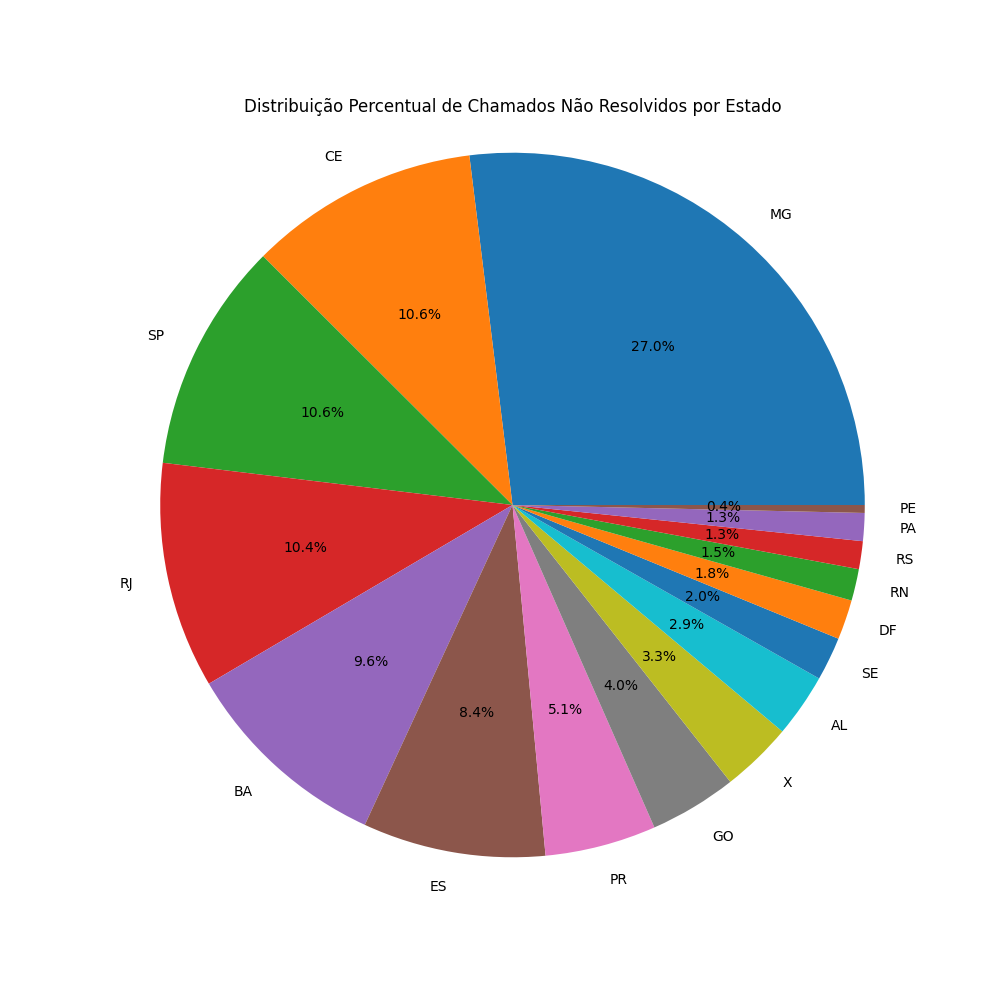 Distribuição Percentual de Chamados Não Resolvidos por Estado
CE
MG
10.6%
SP
27.0%
10.6%
0.4%
PE
1.3%
PA
1.3%
RS
10.4%
1.5%
RJ
1.8%
RN
2.0%
2.9%
DF
9.6%
3.3%
SE
4.0%
8.4%
5.1%
AL
BA
X
GO
ES
PR